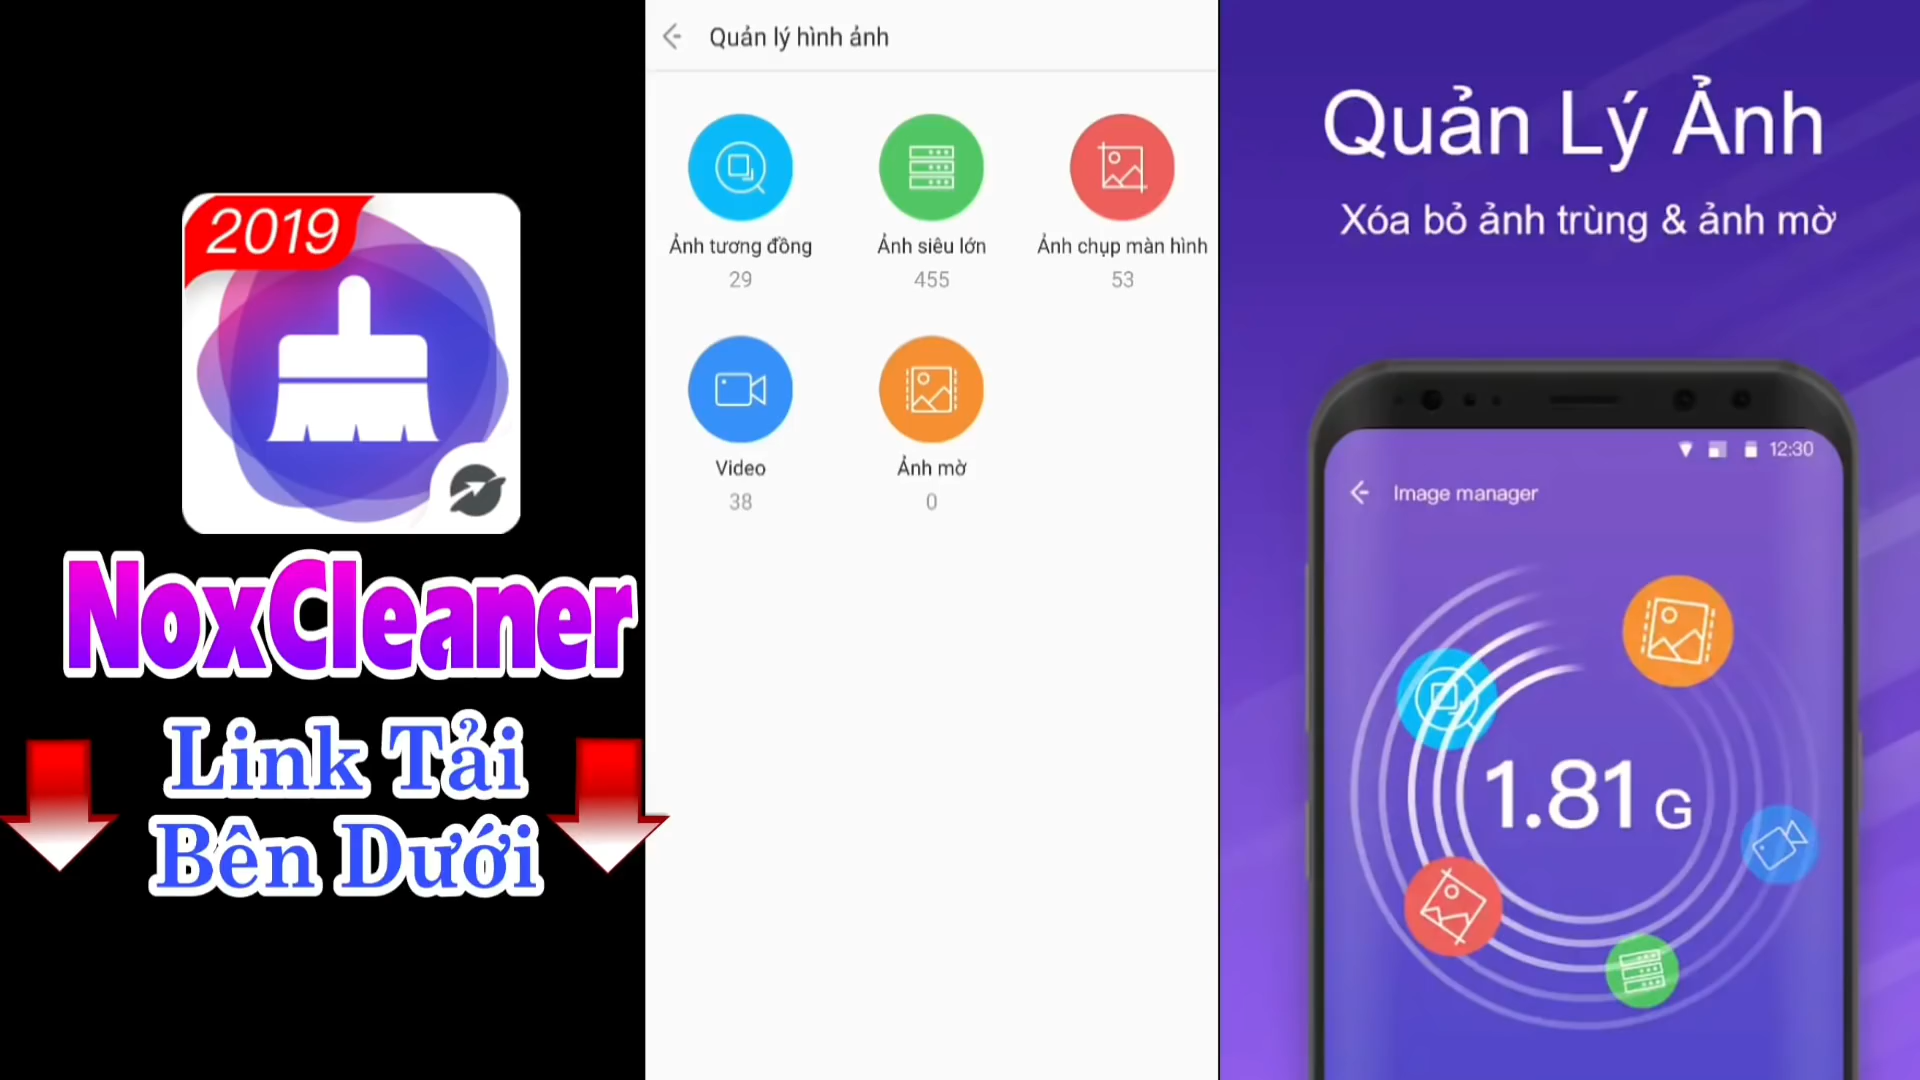 2019
NoxCleaner
Link Tải
Bên Dưới
Quản lý hình ảnh
Ảnh tương đồng
29
Ảnh siêu lớn
455
Ảnh chụp màn hình
53
Video
38
Ảnh mờ
0
Quản Lý Ảnh
Xóa bỏ ảnh trùng & ảnh mờ
12:30
Image manager
1.81 G